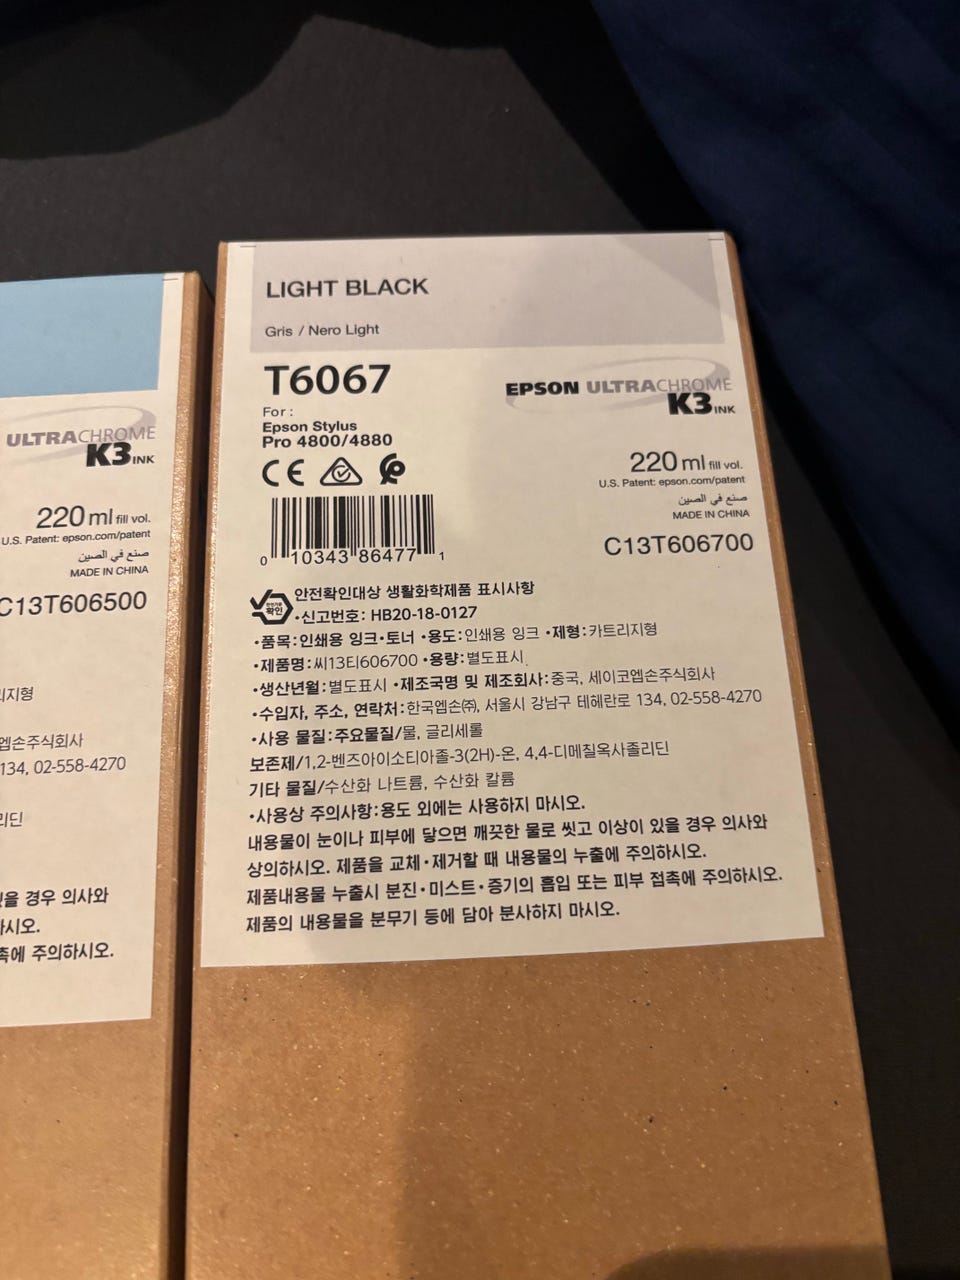 LIGHT BLACK
Gris / Nero Light
T6067
For :
Epson Stylus
Pro 4800/4880
EPSON ULTRACHROME
K3 INK
220 ml fill vol.
U.S. Patent: epson.com/patent
صنع في الصين
MADE IN CHINA
C13T606700
CE
0 10343 86477 1
안전확인대상 생활화학제품 표시사항
확인
•신고번호: HB20-18-0127
•품목:인쇄용 잉크•토너 •용도:인쇄용 잉크 •제형:카트리지형
•제품명:씨13티606700 •용량:별도표시
•생산년월:별도표시 •제조국명 및 제조회사:중국, 세이코엡손주식회사
•수입자, 주소, 연락처:한국엡손㈜, 서울시 강남구 테헤란로 134, 02-558-4270
•사용 물질:주요물질/물, 글리세롤
보존제/1,2-벤즈아이소티아졸-3(2H)-온, 4,4-디메칠옥사졸리딘
기타 물질/수산화 나트륨, 수산화 칼륨
•사용상 주의사항:용도 외에는 사용하지 마시오.
내용물이 눈이나 피부에 닿으면 깨끗한 물로 씻고 이상이 있을 경우 의사와
상의하시오. 제품을 교체•제거할 때 내용물의 누출에 주의하시오.
제품내용물 누출시 분진•미스트•증기의 흡입 또는 피부 접촉에 주의하시오.
제품의 내용물을 분무기 등에 담아 분사하지 마시오.
ULTRACHROME
K3 INK
220 ml fill vol.
U.S. Patent: epson.com/patent
صنع في الصين
MADE IN CHINA
C13T606500
리지형
엡손주식회사
134, 02-558-4270
리딘
있을 경우 의사와
하시오.
촉에 주의하시오.